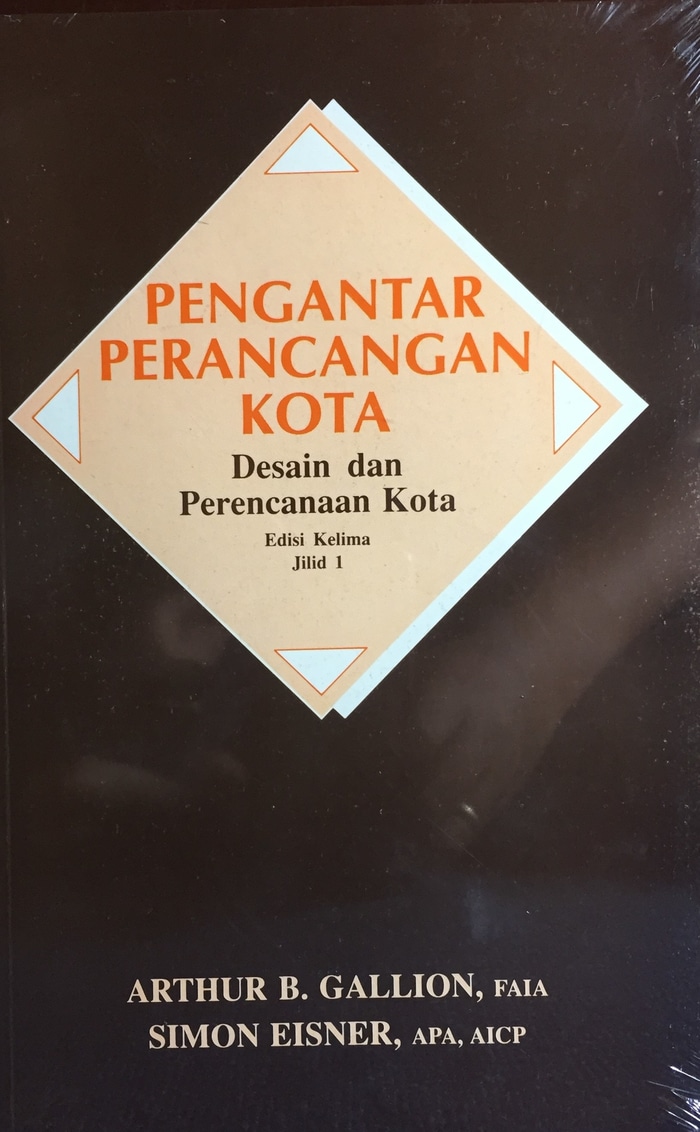 PENGANTAR
PERANCANGAN
KOTA
Desain dan
Perencanaan Kota
Edisi Kelima
Jilid 1
ARTHUR B. GALLION, FAIA
SIMON EISNER, APA, AICP